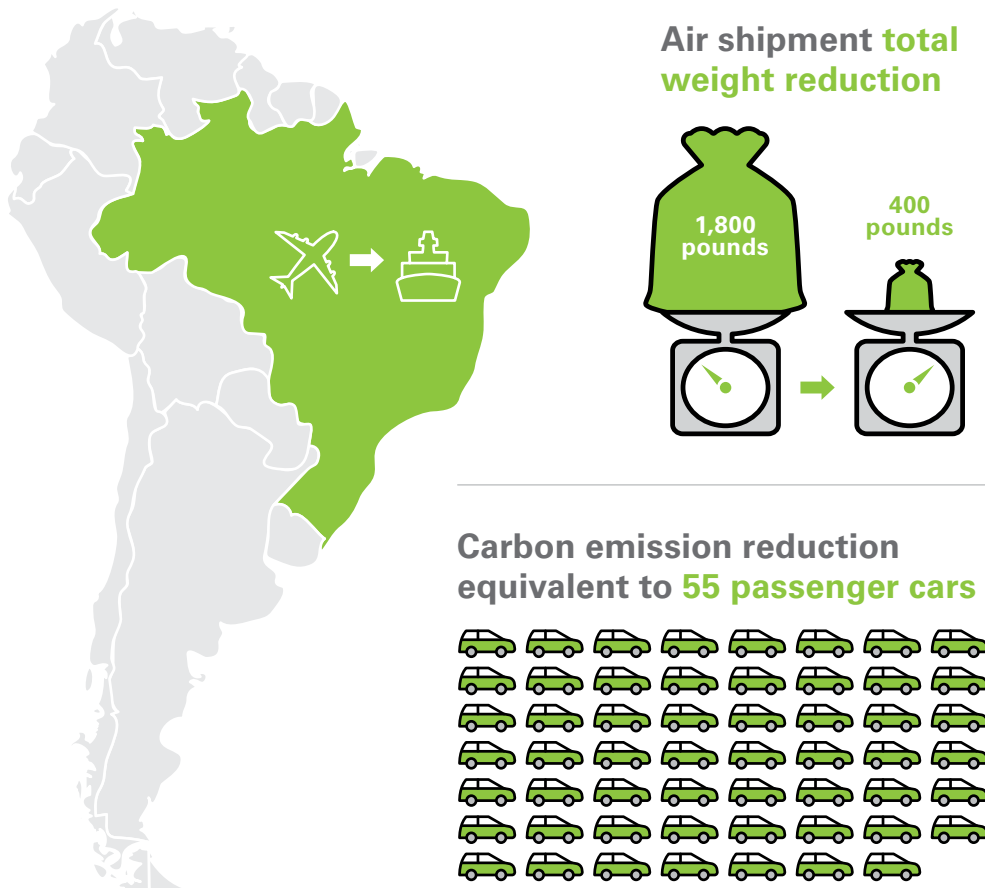 Air shipment total
weight reduction
1,800
pounds
400
pounds
Carbon emission reduction
equivalent to 55 passenger cars